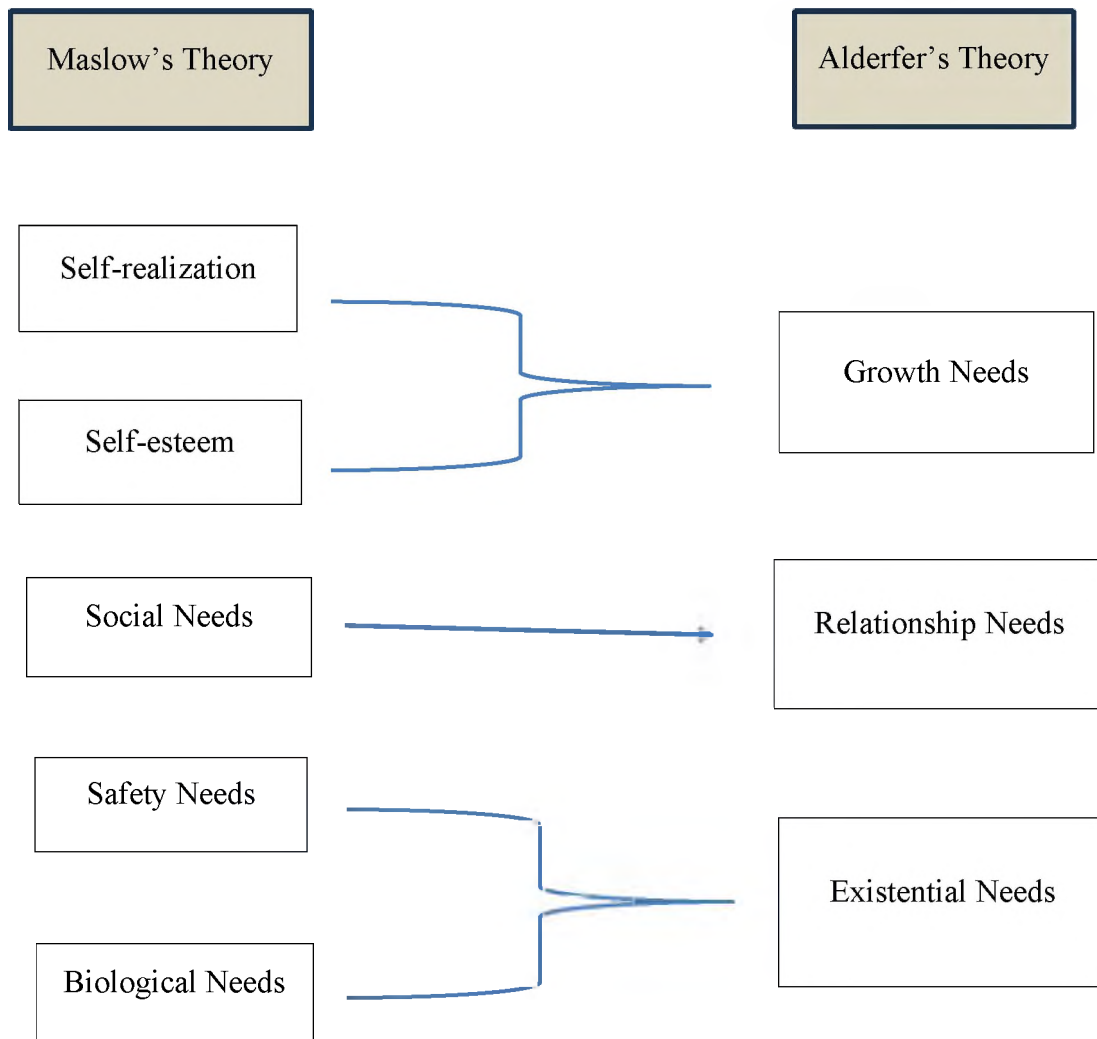 Maslow’s Theory
Alderfer’s Theory
Self-realization
Self-esteem
Growth Needs
Social Needs
Relationship Needs
Safety Needs
Biological Needs
Existential Needs